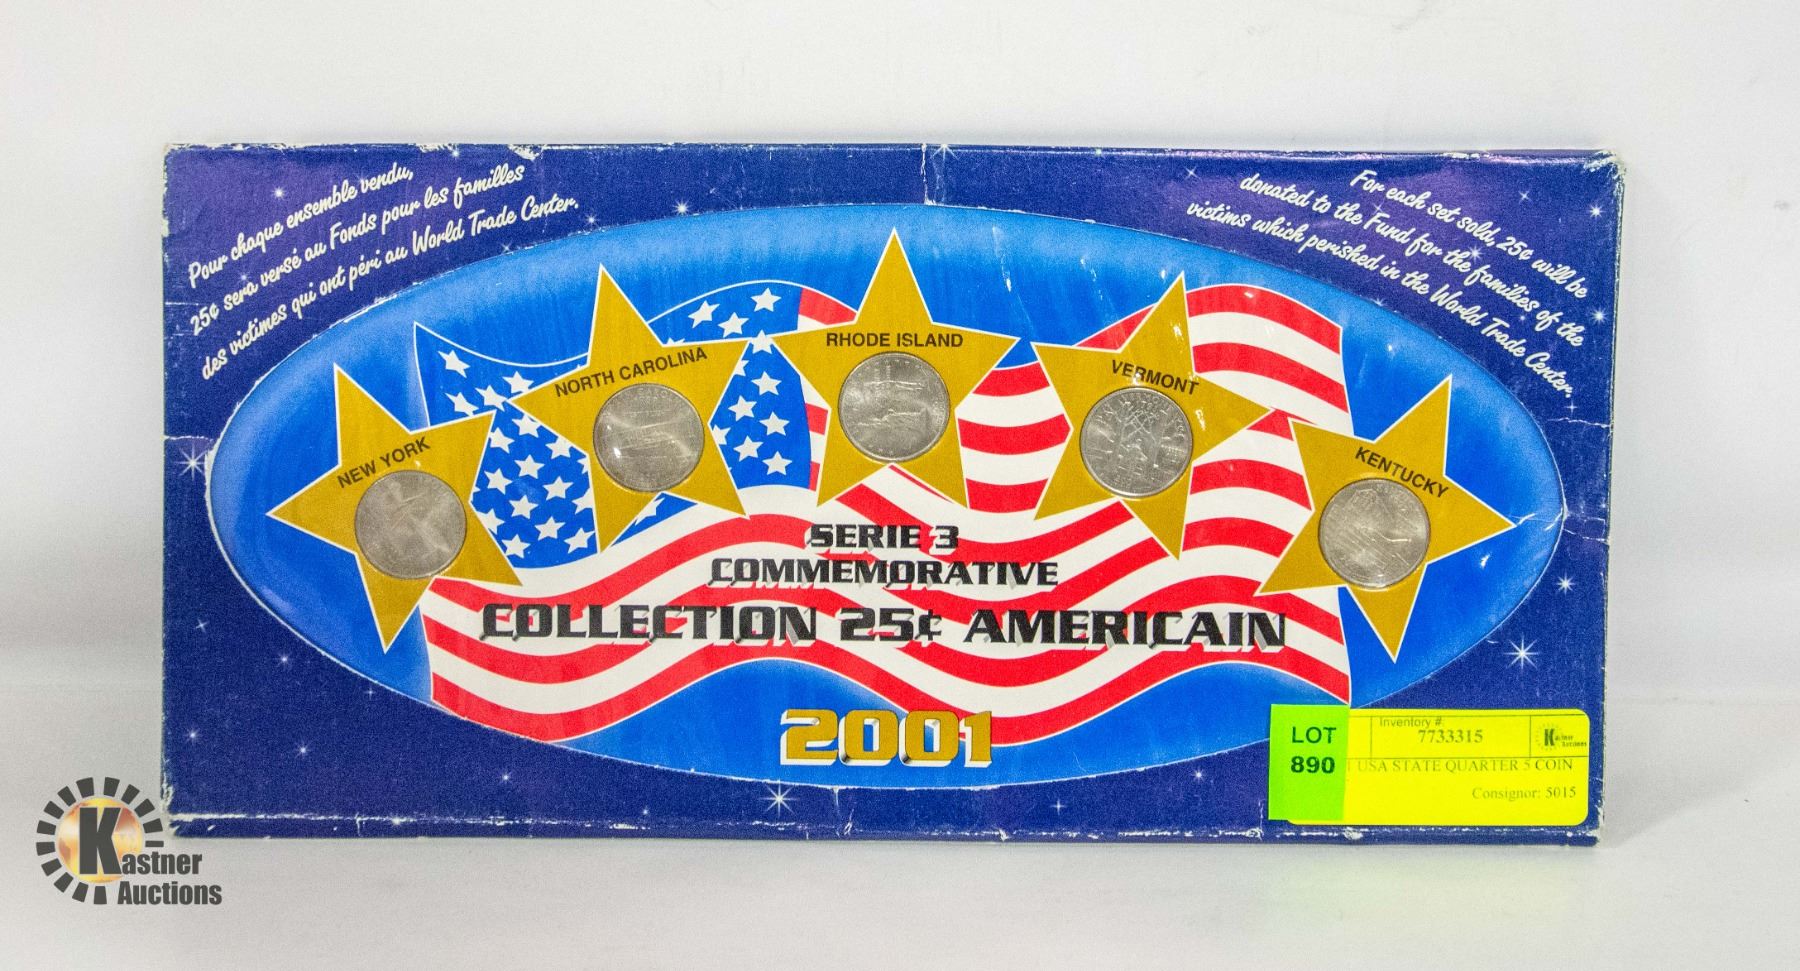 Pour chaque ensemble vendu,
25¢ sera versé au Fonds pour les familles
des victimes qui ont péri au World Trade Center.
For each set sold, 25¢ will be
donated to the Fund for the families of the
victims which perished in the World Trade Center.
NEW YORK
NORTH CAROLINA
RHODE ISLAND
VERMONT
KENTUCKY
SERIE 3
COMMEMORATIVE
COLLECTION 25¢ AMERICAIN
2001
LOT
890
Inventory #:
7733315
Kastner
Auctions
USA STATE QUARTER 5 COIN
Consignor: 5015
Kastner
Auctions